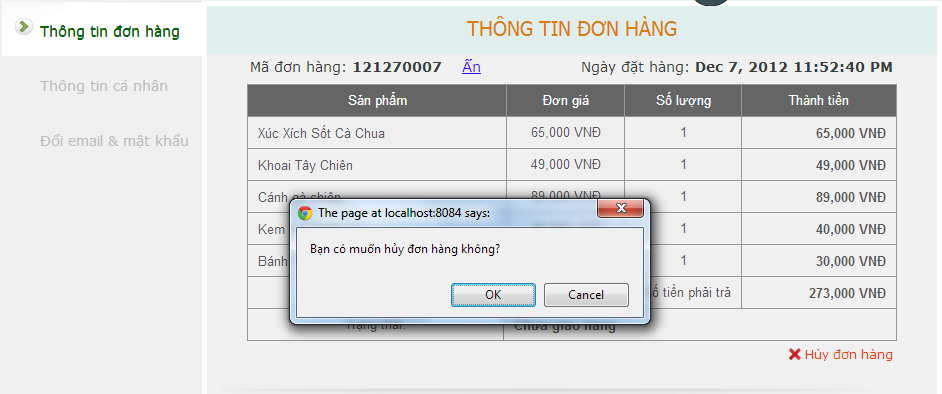 Thông tin đơn hàng
Thông tin cá nhân
Đổi email & mật khẩu
THÔNG TIN ĐƠN HÀNG
Mã đơn hàng: 121270007 Ẩn Ngày đặt hàng: Dec 7, 2012 11:52:40 PM
Sản phẩm Đơn giá Số lượng Thành tiền
Xúc Xích Sốt Cà Chua 65,000 VNĐ 1 65,000 VNĐ
Khoai Tây Chiên 49,000 VNĐ 1 49,000 VNĐ
Cánh gà chiên 89,000 VNĐ 1 89,000 VNĐ
Kem 1 40,000 VNĐ
Bánh 1 30,000 VNĐ
tiền phải trả 273,000 VNĐ
Trạng thái: Chưa giao hàng
The page at localhost:8084 says:
Bạn có muốn hủy đơn hàng không?
OK Cancel
Hủy đơn hàng